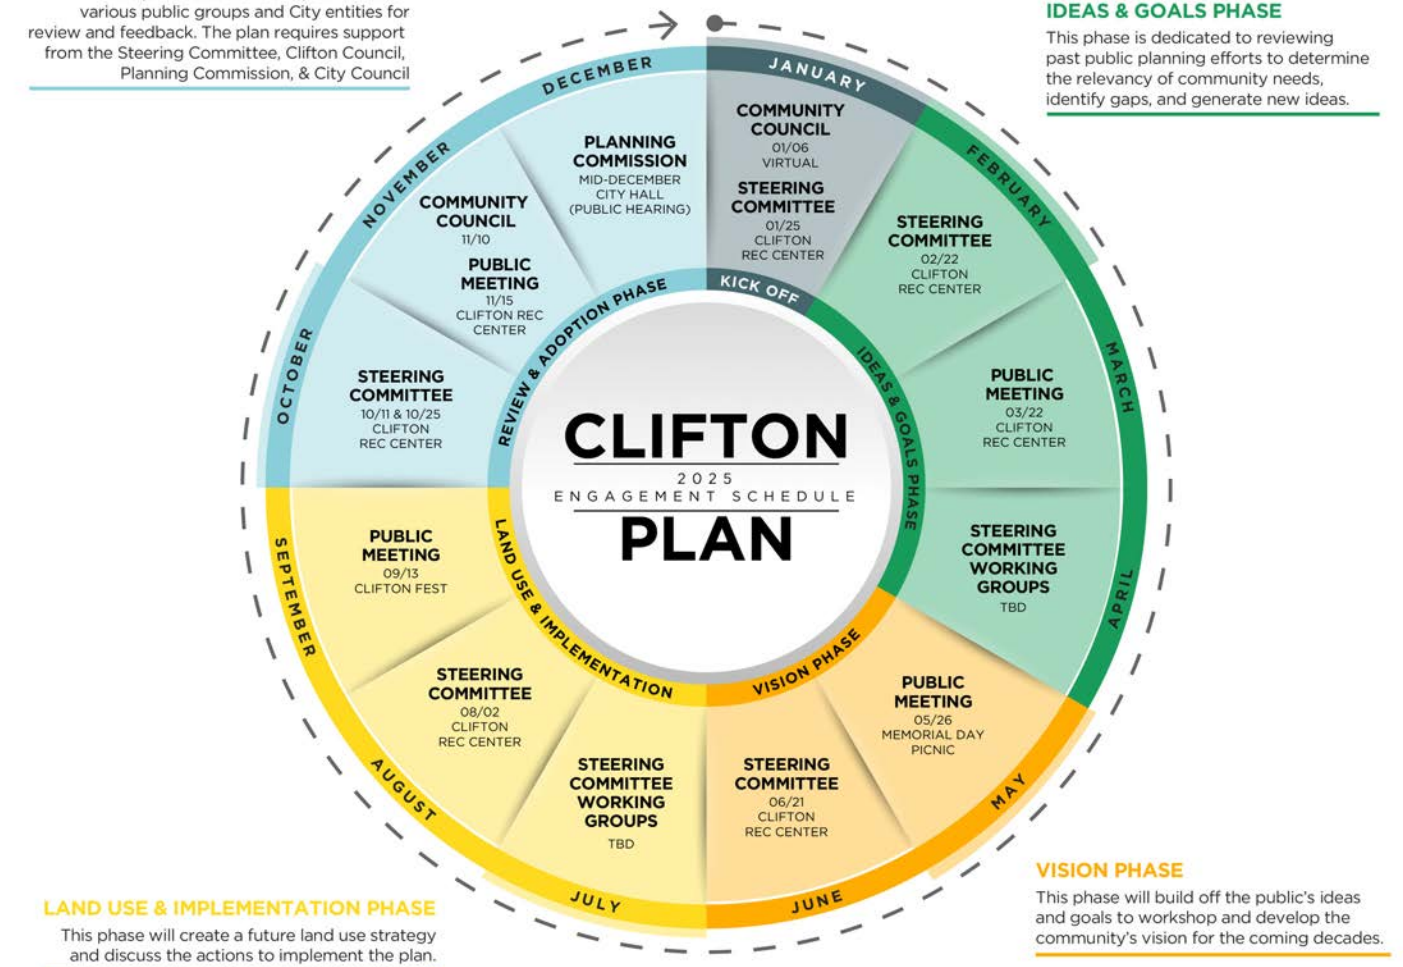 various public groups and City entities for
review and feedback. The plan requires support
from the Steering Committee, Clifton Council,
Planning Commission, & City Council
IDEAS & GOALS PHASE
This phase is dedicated to reviewing
past public planning efforts to determine
the relevancy of community needs,
identify gaps, and generate new ideas.
JANUARY
COMMUNITY
COUNCIL
01/06
VIRTUAL
STEERING
COMMITTEE
01/25
CLIFTON
REC CENTER
KICK OFF
FEBRUARY
STEERING
COMMITTEE
02/22
CLIFTON
REC CENTER
MARCH
PUBLIC
MEETING
03/22
CLIFTON
REC CENTER
IDEAS & GOALS PHASE
APRIL
STEERING
COMMITTEE
WORKING
GROUPS
TBD
MAY
PUBLIC
MEETING
05/26
MEMORIAL DAY
PICNIC
VISION PHASE
JUNE
STEERING
COMMITTEE
06/21
CLIFTON
REC CENTER
JULY
STEERING
COMMITTEE
WORKING
GROUPS
TBD
LAND USE & IMPLEMENTATION
AUGUST
STEERING
COMMITTEE
08/02
CLIFTON
REC CENTER
SEPTEMBER
PUBLIC
MEETING
09/13
CLIFTON FEST
OCTOBER
STEERING
COMMITTEE
10/11 & 10/25
CLIFTON
REC CENTER
REVIEW & ADOPTION PHASE
NOVEMBER
COMMUNITY
COUNCIL
11/10
PUBLIC
MEETING
11/15
CLIFTON REC
CENTER
DECEMBER
PLANNING
COMMISSION
MID-DECEMBER
CITY HALL
(PUBLIC HEARING)
CLIFTON
2025
ENGAGEMENT SCHEDULE
PLAN
LAND USE & IMPLEMENTATION PHASE
This phase will create a future land use strategy
and discuss the actions to implement the plan.
VISION PHASE
This phase will build off the public's ideas
and goals to workshop and develop the
community's vision for the coming decades.